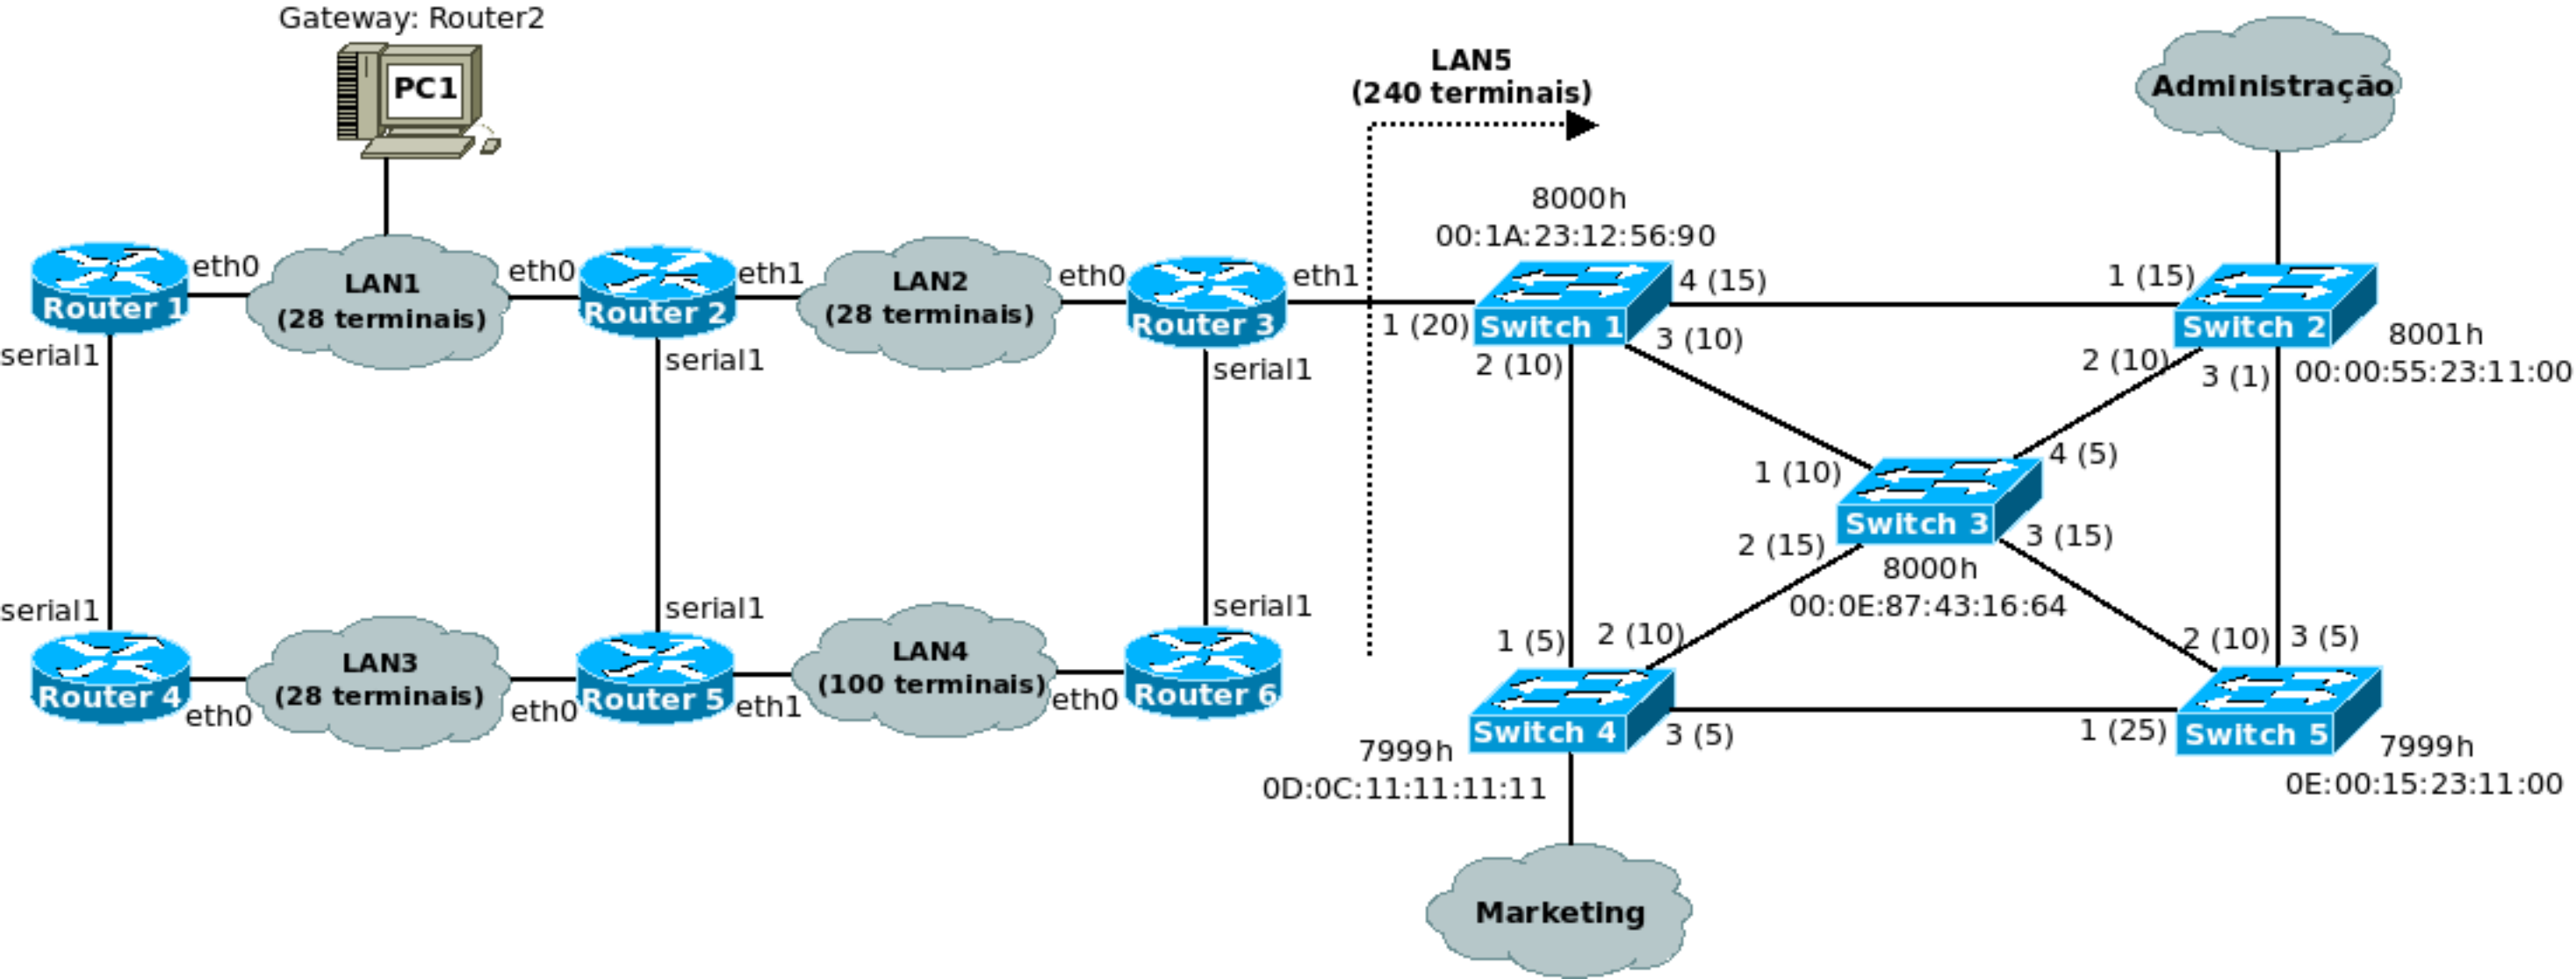 Gateway: Router2
PC1
LAN5
(240 terminais)
Administração
8000h
00:1A:23:12:56:90
Router 1
eth0
LAN1
(28 terminais)
eth0
Router 2
eth1
LAN2
(28 terminais)
eth0
Router 3
eth1
1 (20)
Switch 1
4 (15)
3 (10)
2 (10)
1 (15)
Switch 2
2 (10)
3 (1)
8001h
00:00:55:23:11:00
serial1
serial1
serial1
1 (10)
4 (5)
Switch 3
2 (15)
3 (15)
8000h
00:0E:87:43:16:64
serial1
serial1
serial1
Router 4
eth0
LAN3
(28 terminais)
eth0
Router 5
eth1
LAN4
(100 terminais)
eth0
Router 6
1 (5)
2 (10)
Switch 4
3 (5)
7999h
0D:0C:11:11:11:11
2 (10)
3 (5)
1 (25)
Switch 5
7999h
0E:00:15:23:11:00
Marketing